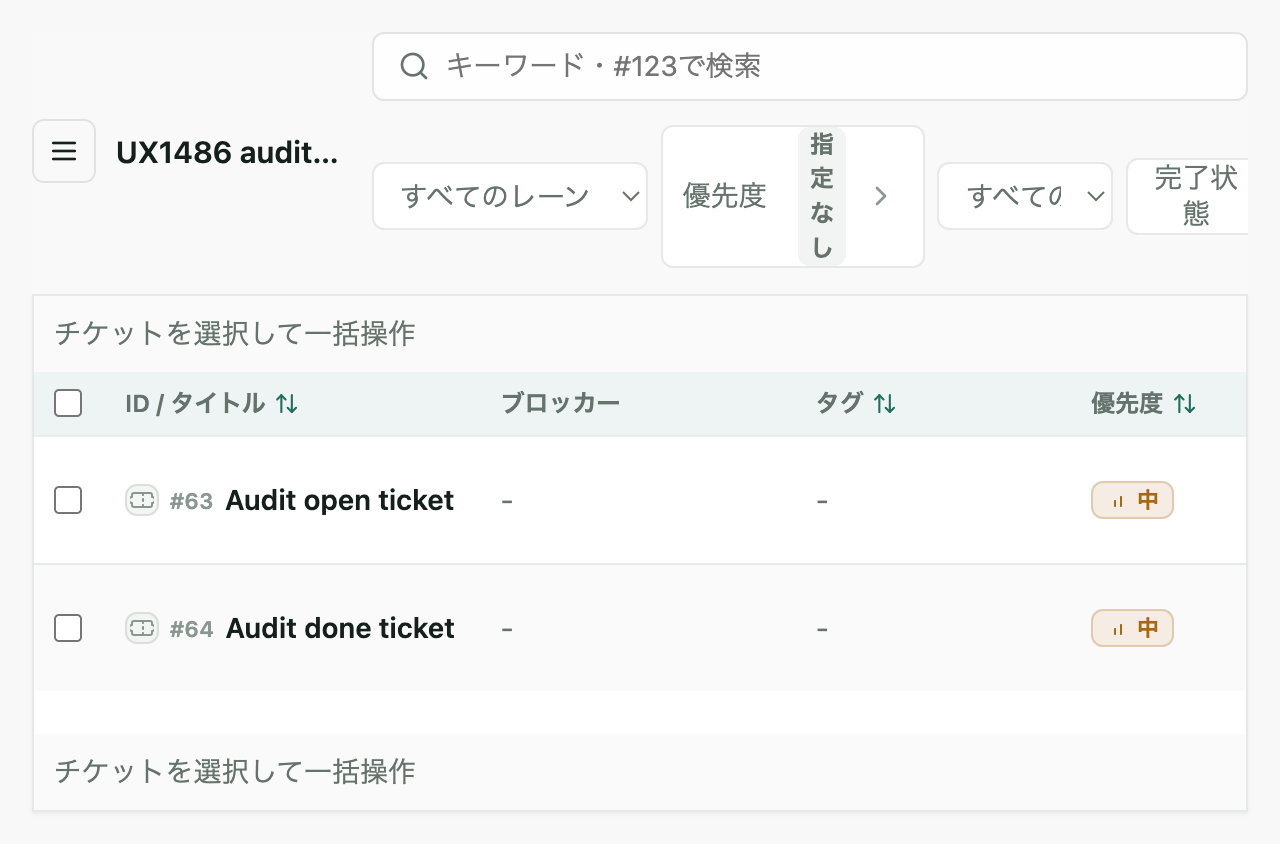 キーワード・#123で検索
UX1486 audit...
すべてのレーン
優先度
指定なし
すべての
完了状態
チケットを選択して一括操作
ID / タイトル ブロッカー タグ 優先度
#63 Audit open ticket - - 中
#64 Audit done ticket - - 中
チケットを選択して一括操作